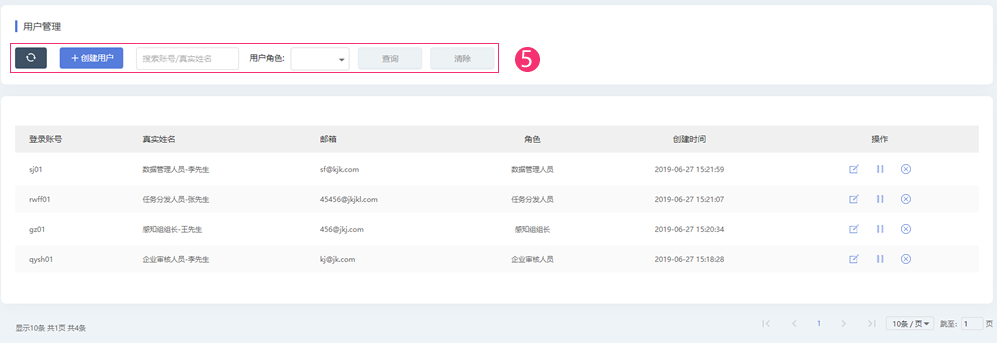 用户管理
+ 创建用户 搜索账号/真实姓名 用户角色: 查询 清除 5
登录账号 真实姓名 邮箱 角色 创建时间 操作
sj01 数据管理人员-李先生 sf@kjk.com 数据管理人员 2019-06-27 15:21:59
rwff01 任务分发人员-张先生 45456@jkjkl.com 任务分发人员 2019-06-27 15:21:07
gz01 感知组组长-王先生 456@jkj.com 感知组组长 2019-06-27 15:20:34
qysh01 企业审核人员-李先生 kj@jk.com 企业审核人员 2019-06-27 15:18:28
显示10条 共1页 共4条 1 10条 / 页 跳至: 1 页